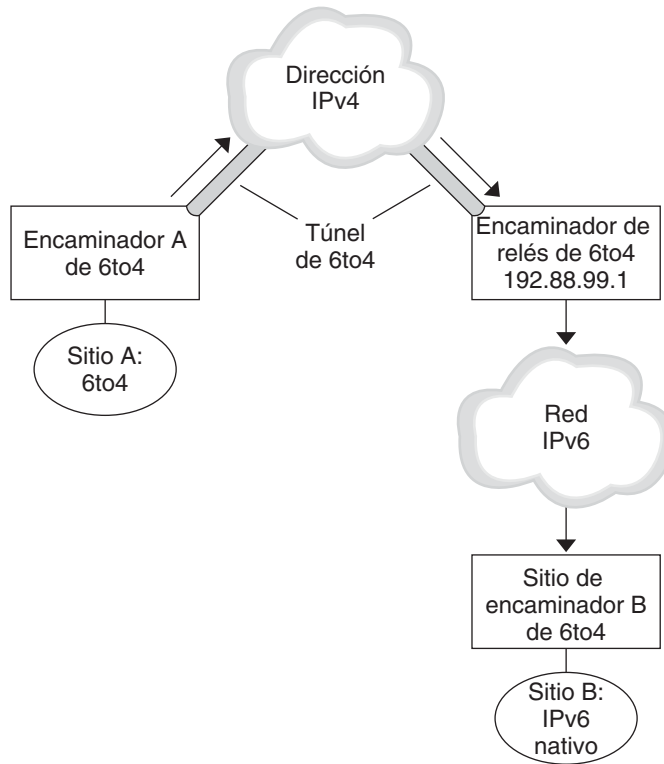 Dirección
IPv4
Encaminador A
de 6to4
Túnel
de 6to4
Encaminador de
relés de 6to4
192.88.99.1
Sitio A:
6to4
Red
IPv6
Sitio de
encaminador B
de 6to4
Sitio B:
IPv6
nativo